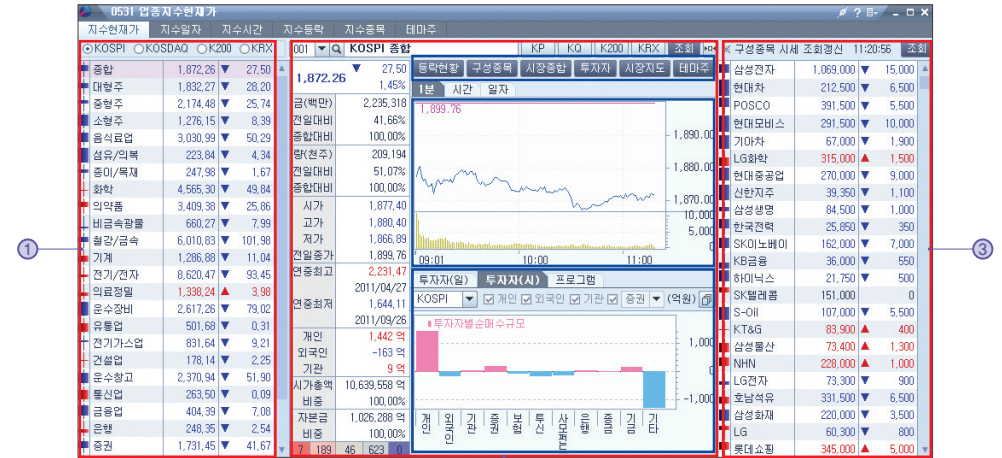 0531 업종지수현재가
지수현재가 지수일자 지수시간 지수등락 지수종목 테마주
KOSPI KOSDAQ K200 KRX
종합 1,872,26 ▼ 27,50
대형주 1,832,27 ▼ 28,20
중형주 2,174,48 ▼ 25,74
소형주 1,276,15 ▼ 8,39
음식료업 3,030,99 ▼ 50,29
섬유/의복 223,84 ▼ 4,34
종이/목재 247,98 ▼ 1,67
화학 4,565,30 ▼ 49,84
의약품 3,409,38 ▼ 25,86
비금속광물 660,27 ▼ 7,99
철강/금속 6,010,83 ▼ 101,98
기계 1,286,88 ▼ 11,04
전기/전자 8,620,47 ▼ 93,45
의료정밀 1,338,24 ▲ 3,98
운수장비 2,617,26 ▼ 79,02
유통업 501,68 ▼ 0,31
전기가스업 831,64 ▼ 9,21
건설업 178,14 ▼ 2,25
운수창고 2,370,94 ▼ 51,90
통신업 263,50 ▼ 0,09
금융업 404,39 ▼ 7,08
은행 248,35 ▼ 2,54
증권 1,731,45 ▼ 41,67
①
001 KOSPI 종합 KP KQ K200 KRX 조회
1,872.26 ▼ 27,50
1,45%
금(백만) 2,235,318
전일대비 41,66%
종합대비 100,00%
량(천주) 209,194
전일대비 51,07%
종합대비 100,00%
시가 1,877,40
고가 1,880,40
저가 1,866,89
전일종가 1,899,76
연중최고 2,231,47
2011/04/27
연중최저 1,644,11
2011/09/26
개인 1,442 억
외국인 -163 억
기관 9 억
시가총액 10,639,558 억
비중 100,00%
자본금 1,026,288 억
비중 100,00%
7 189 46 623 0
등락현황 구성종목 시장종합 투자자 시장지도 테마주
1분 시간 일자
1,899.76
1,890.00
1,880.00
1,870.00
10,000
5,000
0
09:01 10:00 11:00
투자자(일) 투자자(시) 프로그램
KOSPI 개인 외국인 기관 증권 (억원)
투자자별순매수규모
1,000
0
-1,000
개인 외국인 기관 증권 보험 투신 사모펀드 은행 종금 기금 기타
※ 구성종목 시세 조회갱신 11:20:56 조회
삼성전자 1,069,000 ▼ 15,000
현대차 212,500 ▼ 6,500
POSCO 391,500 ▼ 5,500
현대모비스 291,500 ▼ 10,000
기아차 67,000 ▼ 1,900
LG화학 315,000 ▲ 1,500
현대중공업 270,000 ▼ 9,000
신한지주 39,350 ▼ 1,100
삼성생명 84,500 ▼ 1,000
한국전력 25,850 ▼ 350
SK이노베이 162,000 ▼ 7,000
KB금융 36,000 ▼ 550
하이닉스 21,750 ▼ 500
SK텔레콤 151,000 0
S-Oil 107,000 ▼ 5,500
KT&G 83,900 ▲ 400
삼성물산 73,400 ▲ 1,300
NHN 228,000 ▲ 1,000
LG전자 73,300 ▼ 900
호남석유 331,500 ▼ 6,500
삼성화재 220,000 ▼ 3,500
LG 60,300 ▼ 800
롯데쇼핑 345,000 ▲ 5,000
③